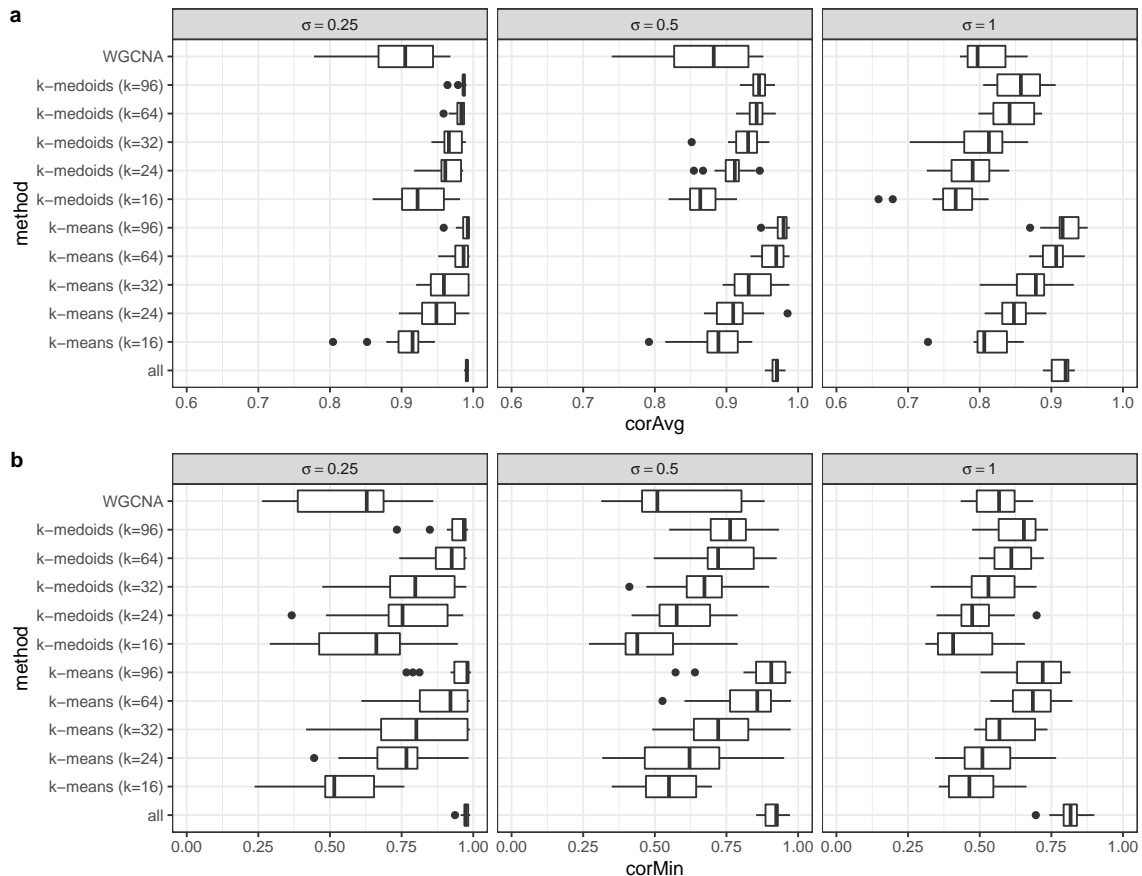 a
σ = 0.25
σ = 0.5
σ = 1
method
WGCNA
k−medoids (k=96)
k−medoids (k=64)
k−medoids (k=32)
k−medoids (k=24)
k−medoids (k=16)
k−means (k=96)
k−means (k=64)
k−means (k=32)
k−means (k=24)
k−means (k=16)
all
0.6 0.7 0.8 0.9 1.0
0.6 0.7 0.8 0.9 1.0
0.6 0.7 0.8 0.9 1.0
corAvg
b
σ = 0.25
σ = 0.5
σ = 1
method
WGCNA
k−medoids (k=96)
k−medoids (k=64)
k−medoids (k=32)
k−medoids (k=24)
k−medoids (k=16)
k−means (k=96)
k−means (k=64)
k−means (k=32)
k−means (k=24)
k−means (k=16)
all
0.00 0.25 0.50 0.75 1.00
0.00 0.25 0.50 0.75 1.00
0.00 0.25 0.50 0.75 1.00
corMin